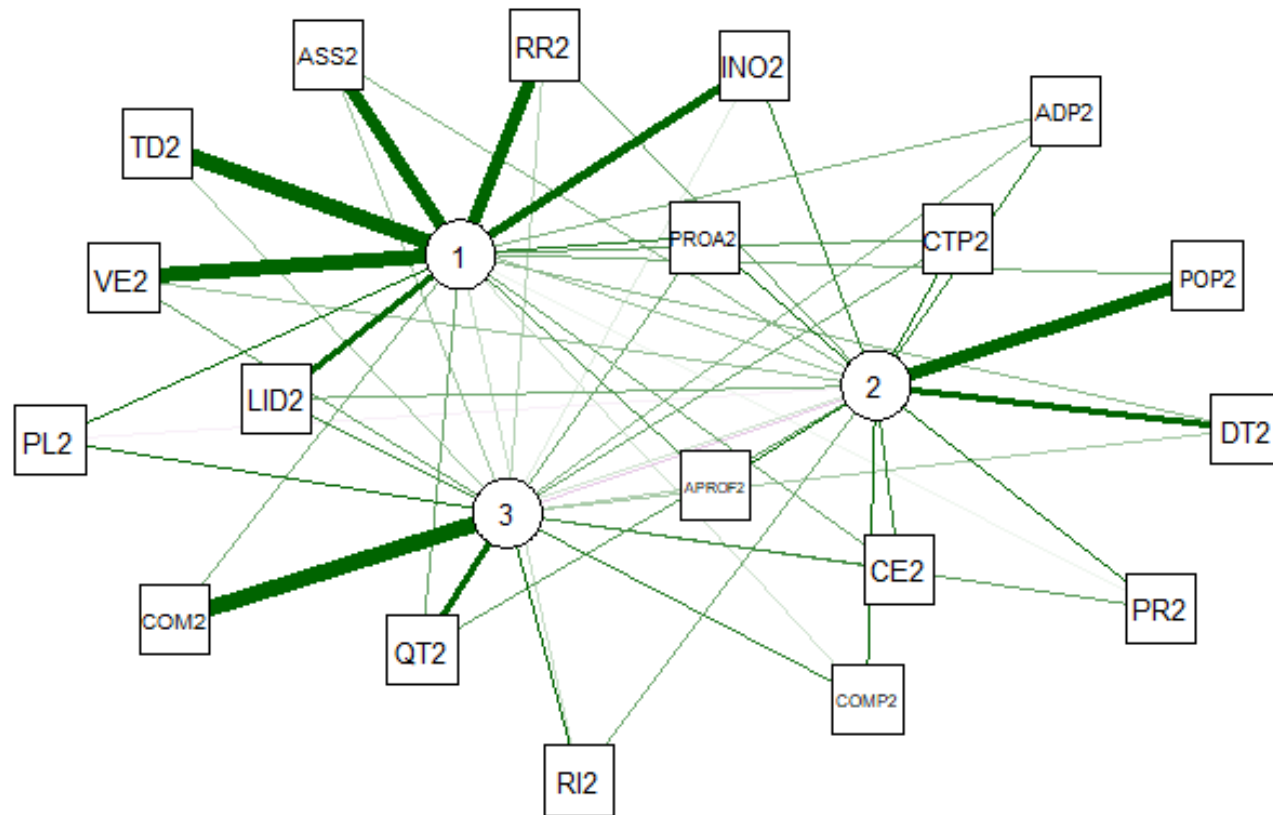 RR2
ASS2
INO2
ADP2
TD2
PROA2
CTP2
1
VE2
POP2
2
LID2
DT2
PL2
APROF2
3
CE2
PR2
COM2
QT2
COMP2
RI2